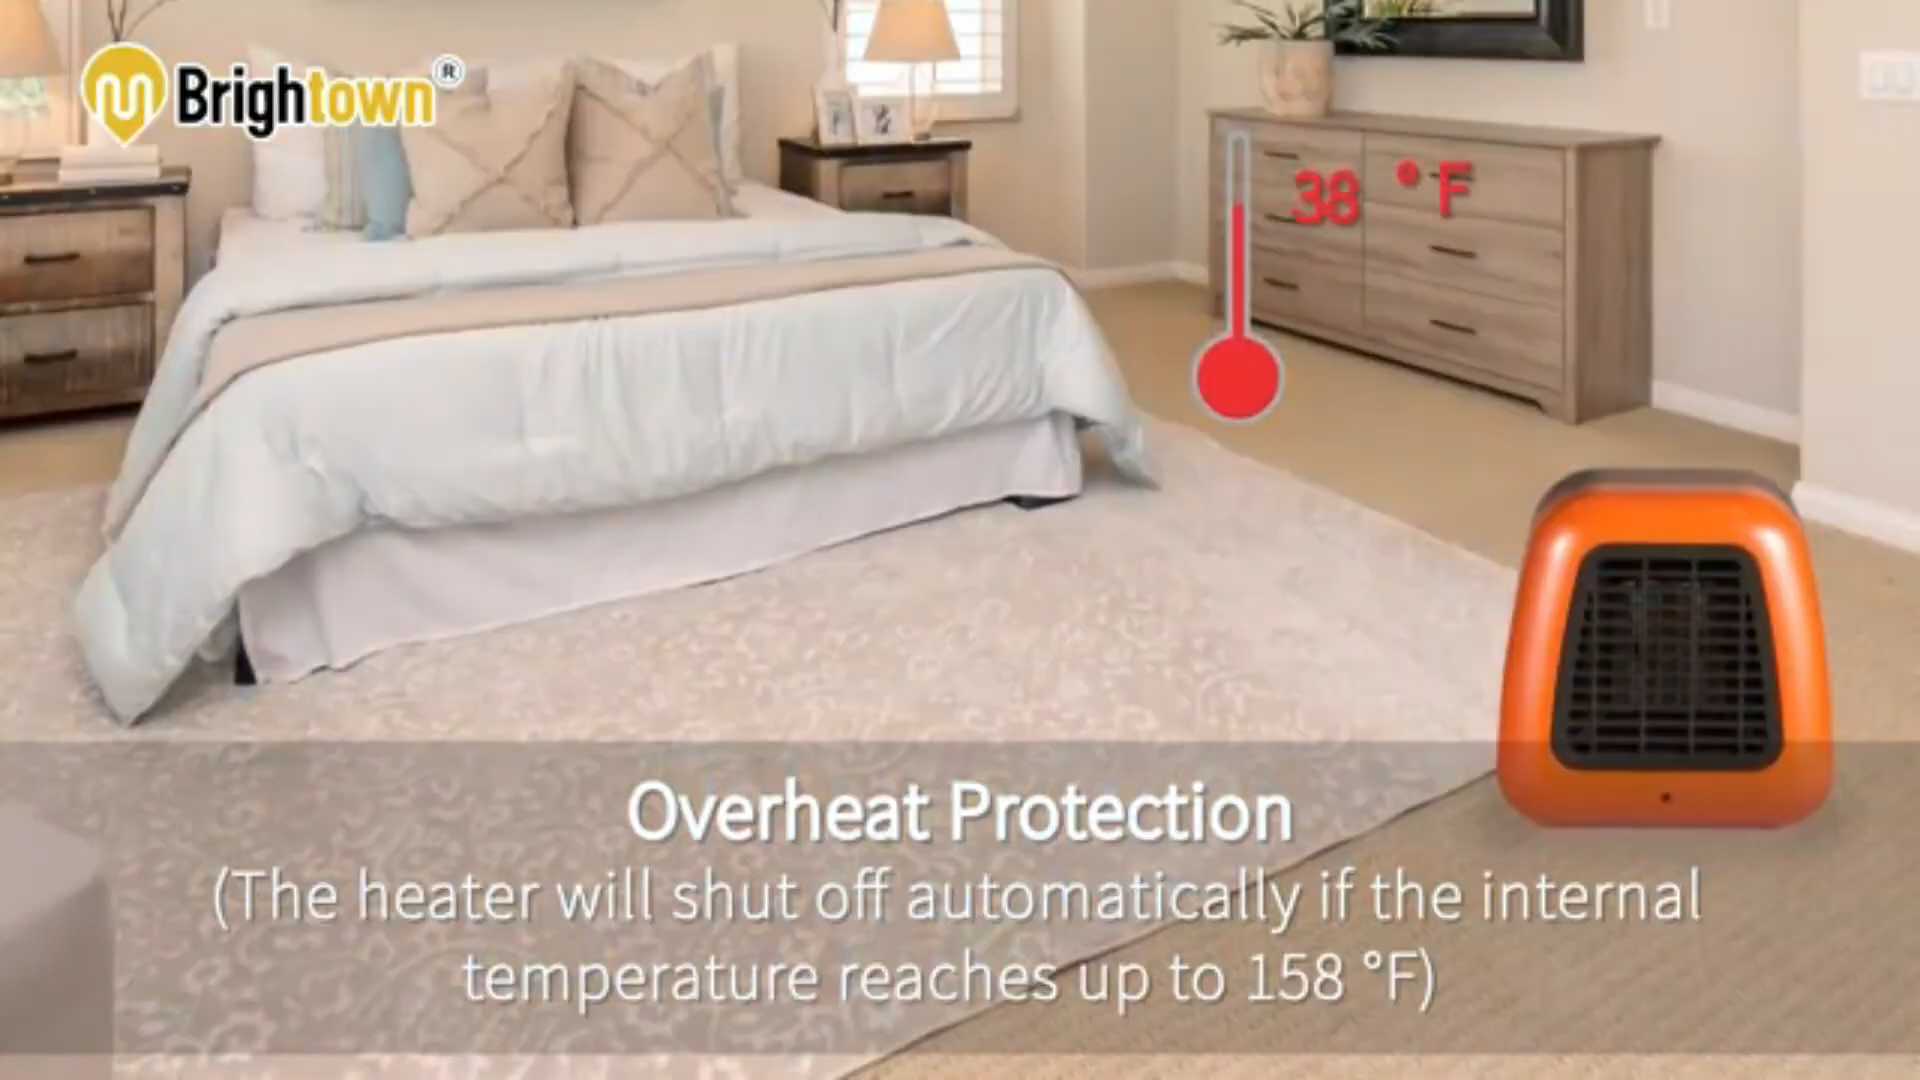 Brightown®
38 °F
Overheat Protection
(The heater will shut off automatically if the internal
temperature reaches up to 158 °F)